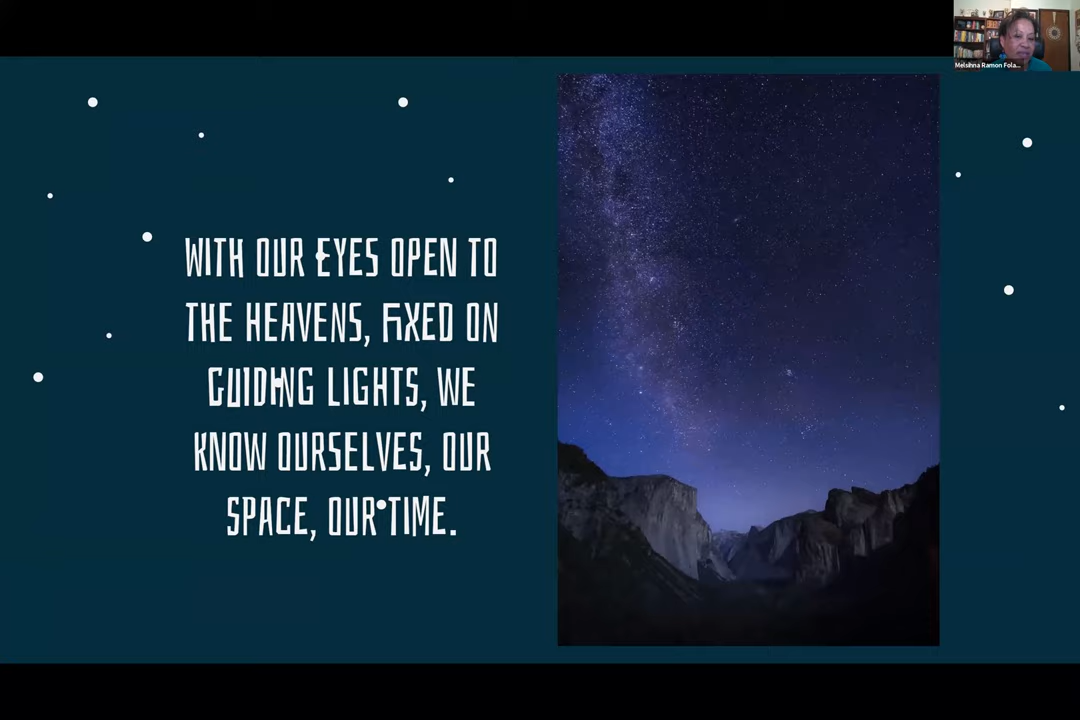 WITH OUR EYES OPEN TO
THE HEAVENS, FIXED ON
GUIDING LIGHTS, WE
KNOW OURSELVES, OUR
SPACE, OUR TIME.